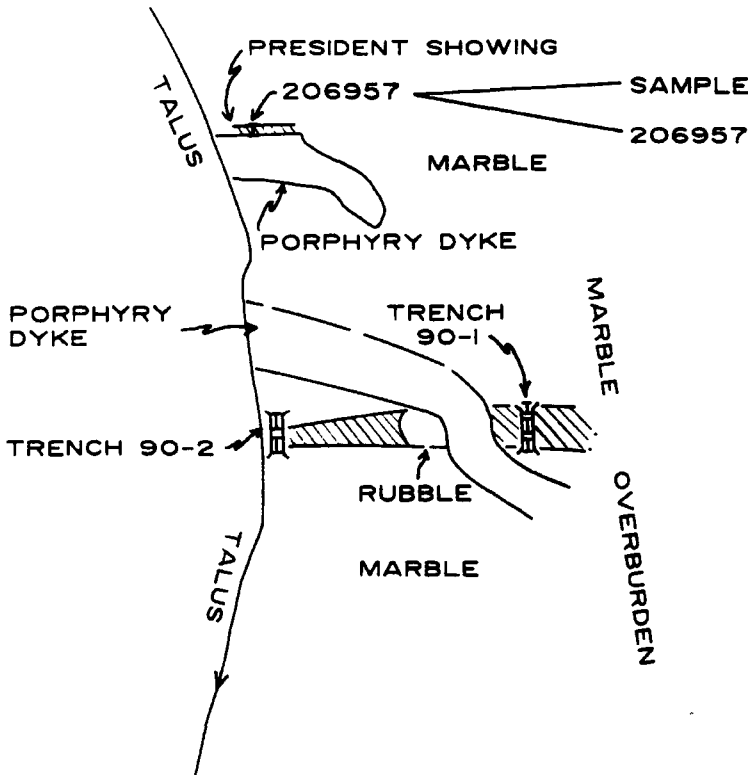 PRESIDENT SHOWING
206957
SAMPLE
206957
TALUS
MARBLE
PORPHYRY DYKE
PORPHYRY
DYKE
TRENCH
90-1
MARBLE
TRENCH 90-2
RUBBLE
OVERBURDEN
TALUS
MARBLE